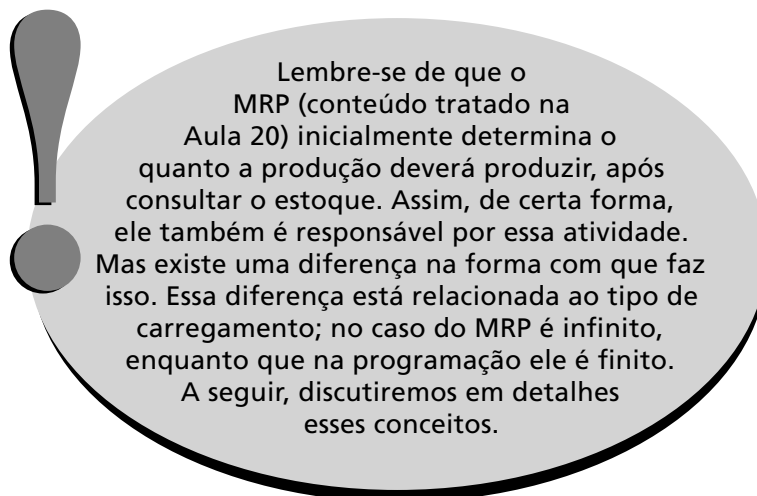 Lembre-se de que o
MRP (conteúdo tratado na
Aula 20) inicialmente determina o
quanto a produção deverá produzir, após
consultar o estoque. Assim, de certa forma,
ele também é responsável por essa atividade.
Mas existe uma diferença na forma com que faz
isso. Essa diferença está relacionada ao tipo de
carregamento; no caso do MRP é infinito,
enquanto que na programação ele é finito.
A seguir, discutiremos em detalhes
esses conceitos.